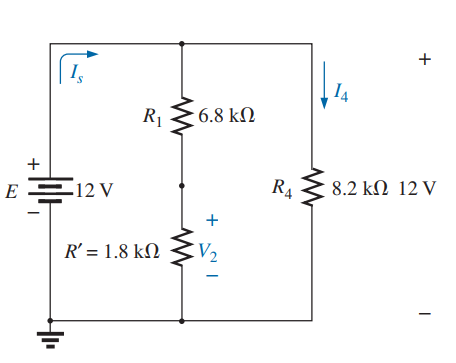 +
I₄
Iₛ
R₁ 6.8 kΩ
+
E 12 V
−
R₄ 8.2 kΩ 12 V
+
R′ = 1.8 kΩ V₂
−
−